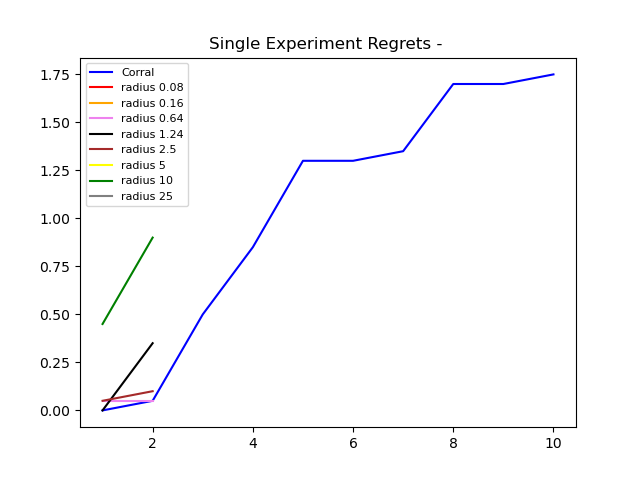 Single Experiment Regrets -
Corral
radius 0.08
radius 0.16
radius 0.64
radius 1.24
radius 2.5
radius 5
radius 10
radius 25
1.75
1.50
1.25
1.00
0.75
0.50
0.25
0.00
2 4 6 8 10